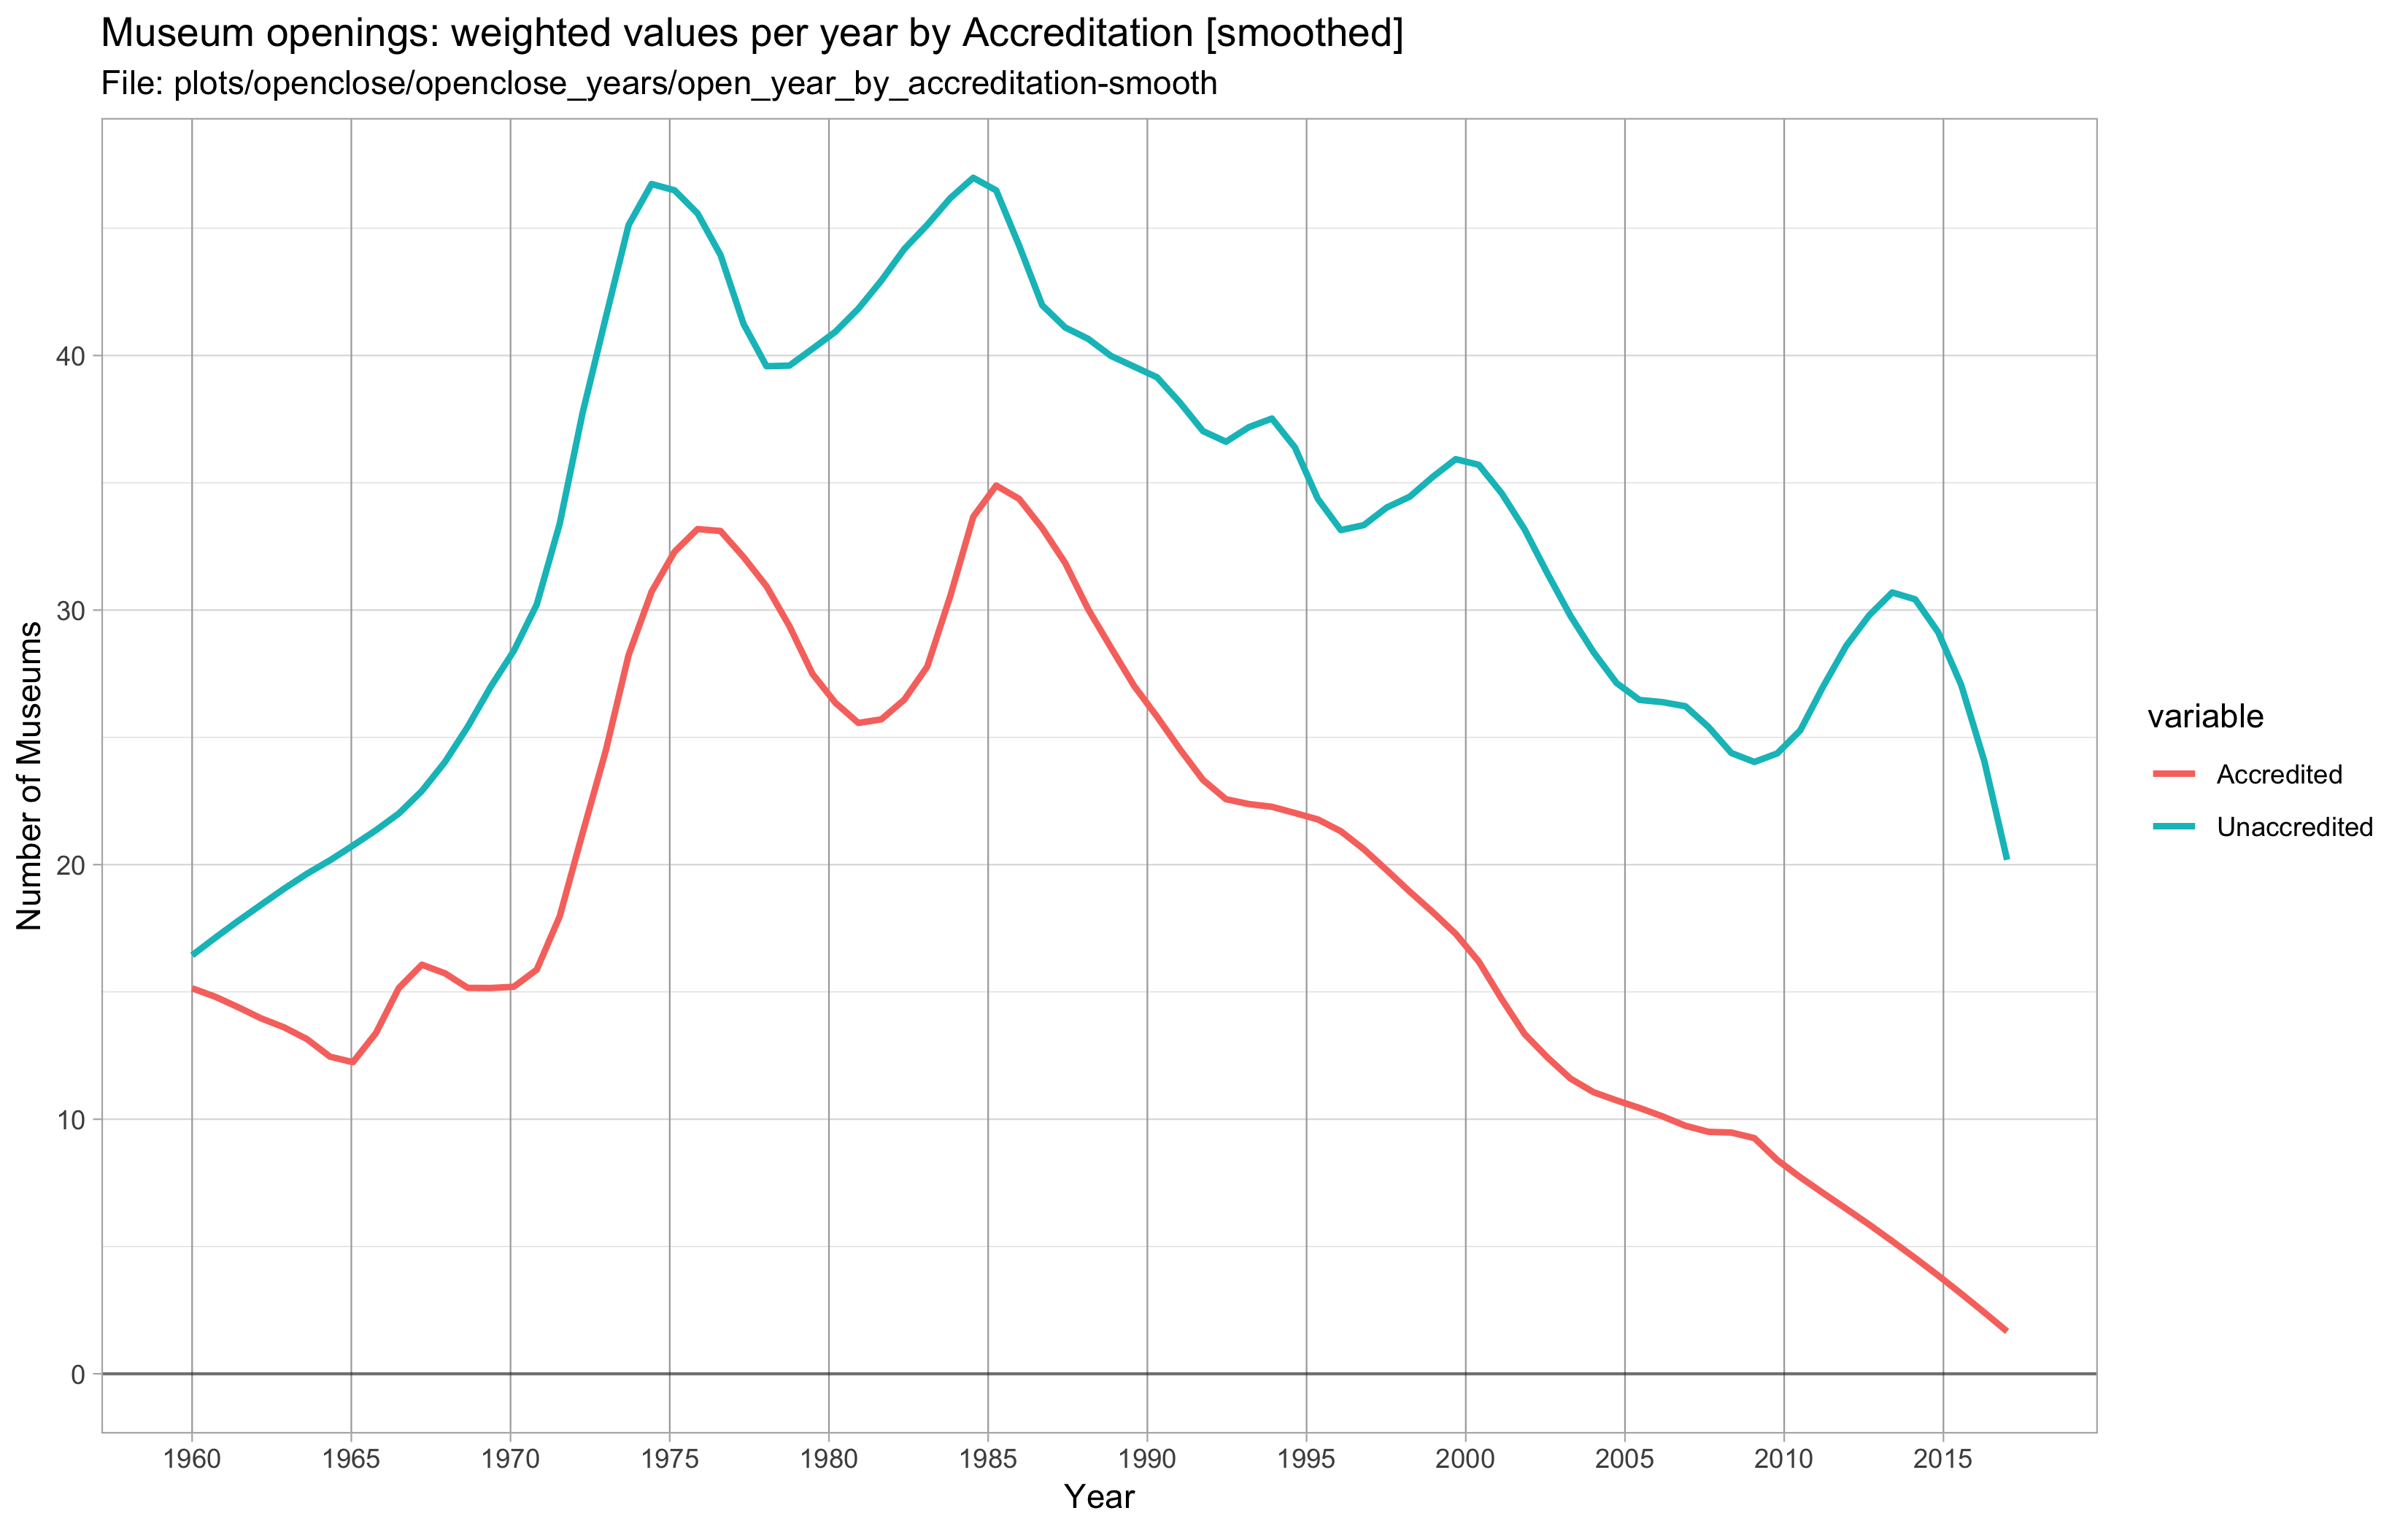 Museum openings: weighted values per year by Accreditation [smoothed]
File: plots/openclose/openclose_years/open_year_by_accreditation-smooth
Number of Museums
40
30
20
10
0
1960 1965 1970 1975 1980 1985 1990 1995 2000 2005 2010 2015
Year
variable
Accredited
Unaccredited